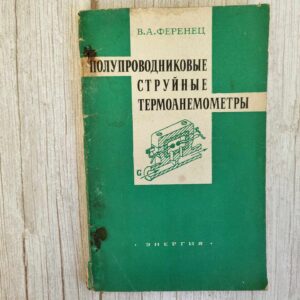 В.А.ФЕРЕНЕЦ
ПОЛУПРОВОДНИКОВЫЕ
СТРУЙНЫЕ
ТЕРМОАНЕМОМЕТРЫ
G
· ЭНЕРГИЯ ·